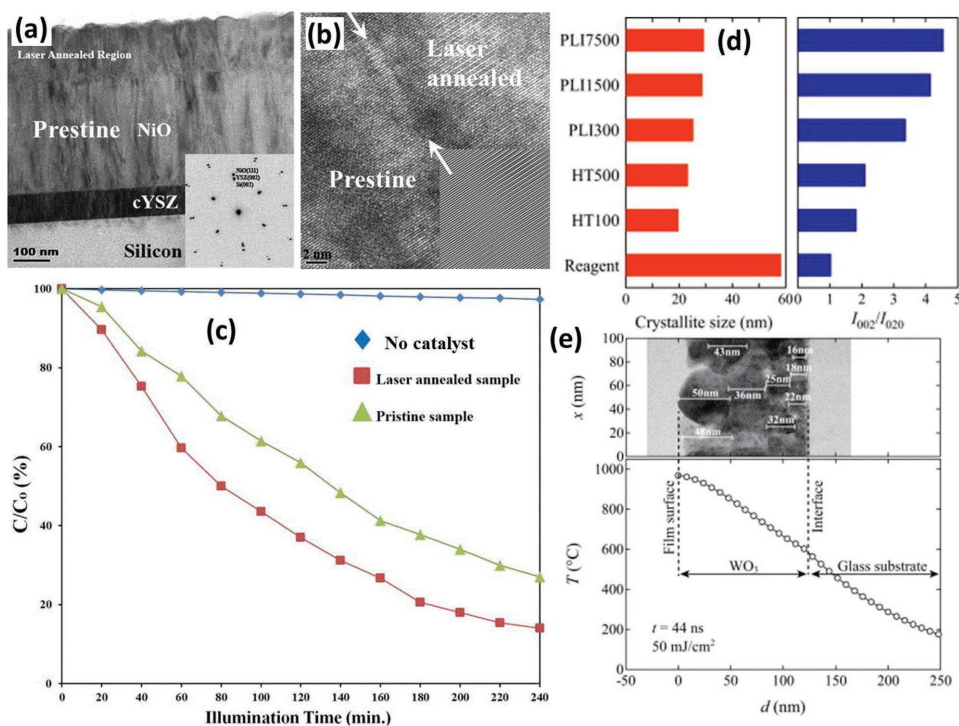 (a)
Laser Annealed Region
Prestine
NiO
cYSZ
Silicon
100 nm
NiO(111)
YSZ(002)
Si(002)
(b)
Laser
annealed
Prestine
2 nm
(d)
PLI7500
PLI1500
PLI300
HT500
HT100
Reagent
0 20 40 60
Crystallite size (nm)
0 1 2 3 4 5
I002/I020
(c)
100
80
60
40
20
0
C/Co (%)
No catalyst
Laser annealed sample
Pristine sample
0 20 40 60 80 100 120 140 160 180 200 220 240
Illumination Time (min.)
(e)
100
80
60
40
20
0
x (nm)
43nm
16nm
18nm
25nm
50nm
36nm
22nm
32nm
48nm
1000
800
600
400
200
0
T (°C)
Film surface
Interface
WO3
Glass substrate
t = 44 ns
50 mJ/cm²
-50 0 50 100 150 200 250
d (nm)